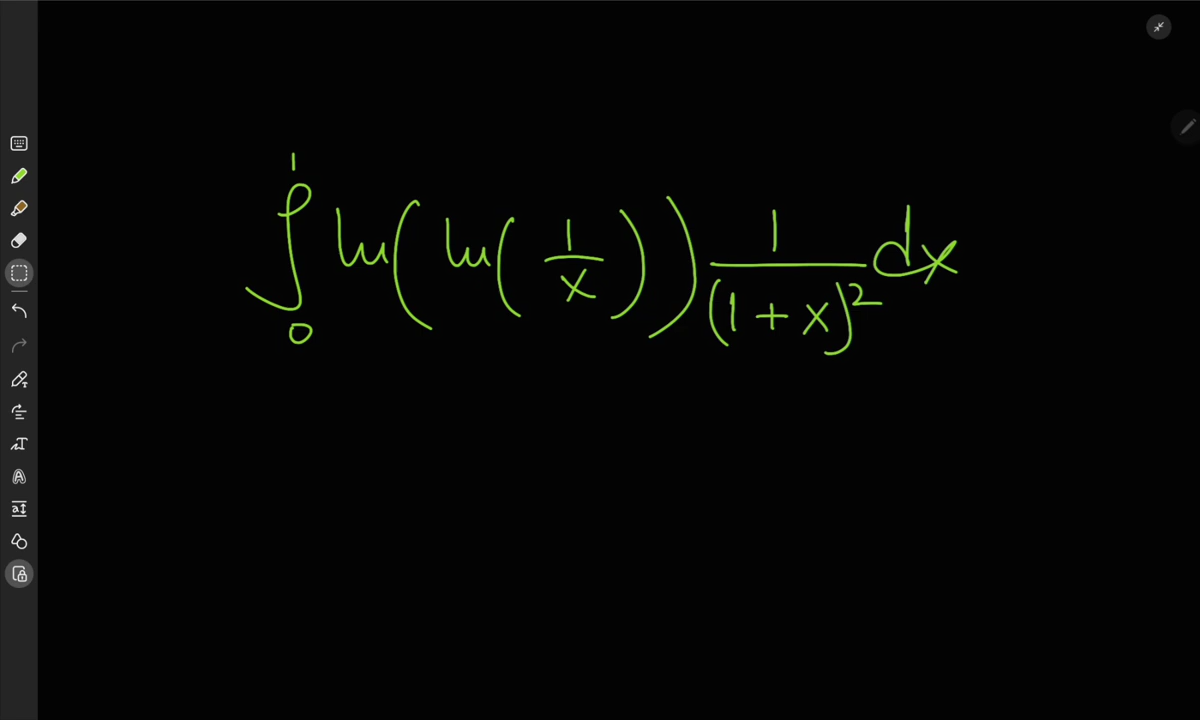 ∫₀¹ ln(ln(1/x)) 1/(1+x)² dx